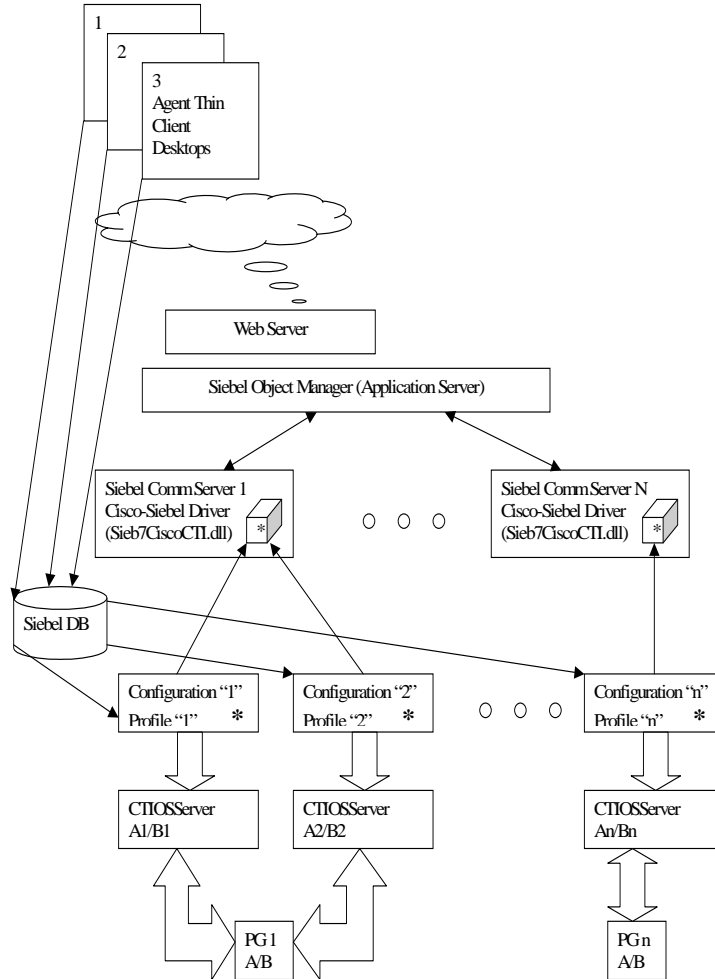 1
2
3
Agent Thin
Client
Desktops
Web Server
Siebel Object Manager (Application Server)
Siebel Comm Server 1
Cisco-Siebel Driver
(Sieb7CiscoCTI.dll)
*
Siebel Comm Server N
Cisco-Siebel Driver
(Sieb7CiscoCTI.dll)
*
Siebel DB
Configuration “1”
Profile “1” *
Configuration “2”
Profile “2” *
Configuration “n”
Profile “n” *
CTIOSServer
A1/B1
CTIOSServer
A2/B2
CTIOSServer
An/Bn
PG 1
A/B
PG n
A/B